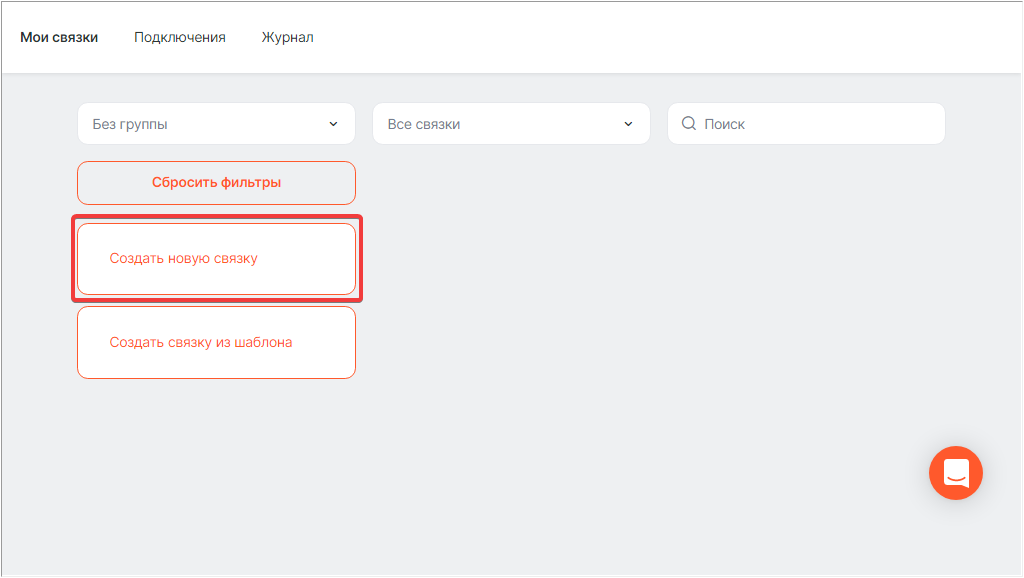 Мои связки
Подключения
Журнал
Без группы
Все связки
Поиск
Сбросить фильтры
Создать новую связку
Создать связку из шаблона